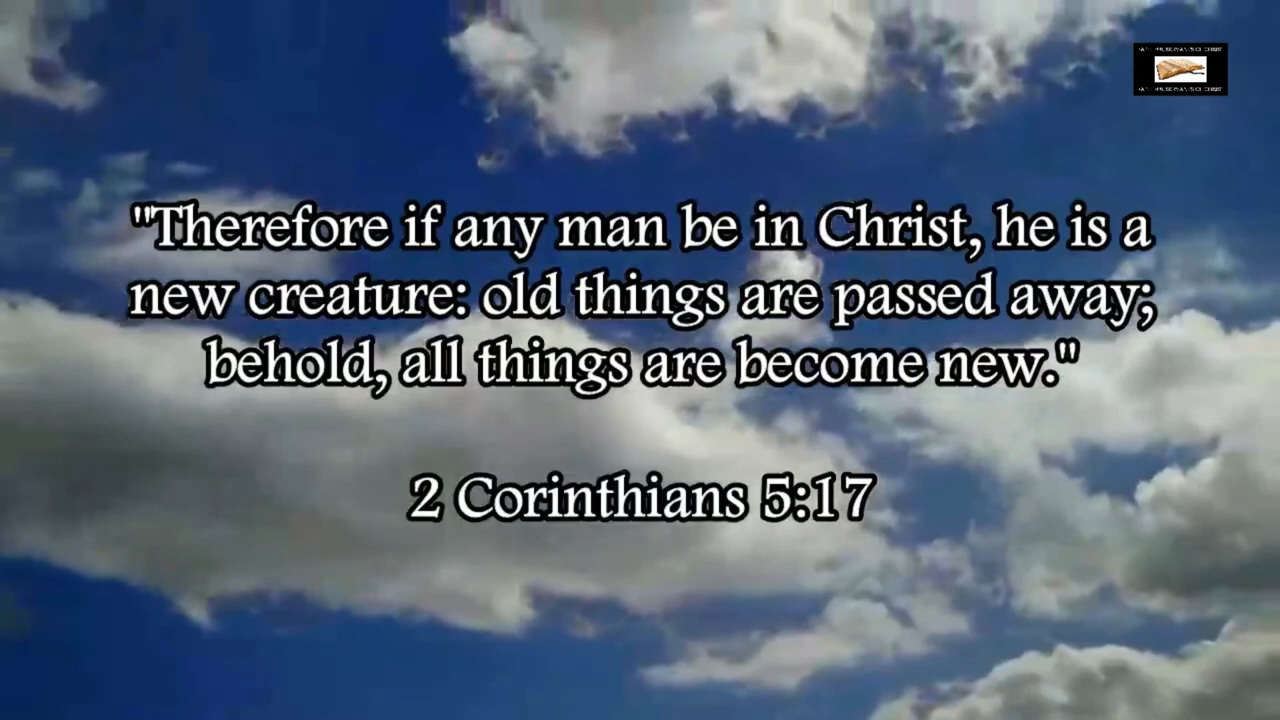 "Therefore if any man be in Christ, he is a
new creature: old things are passed away;
behold, all things are become new."
2 Corinthians 5:17